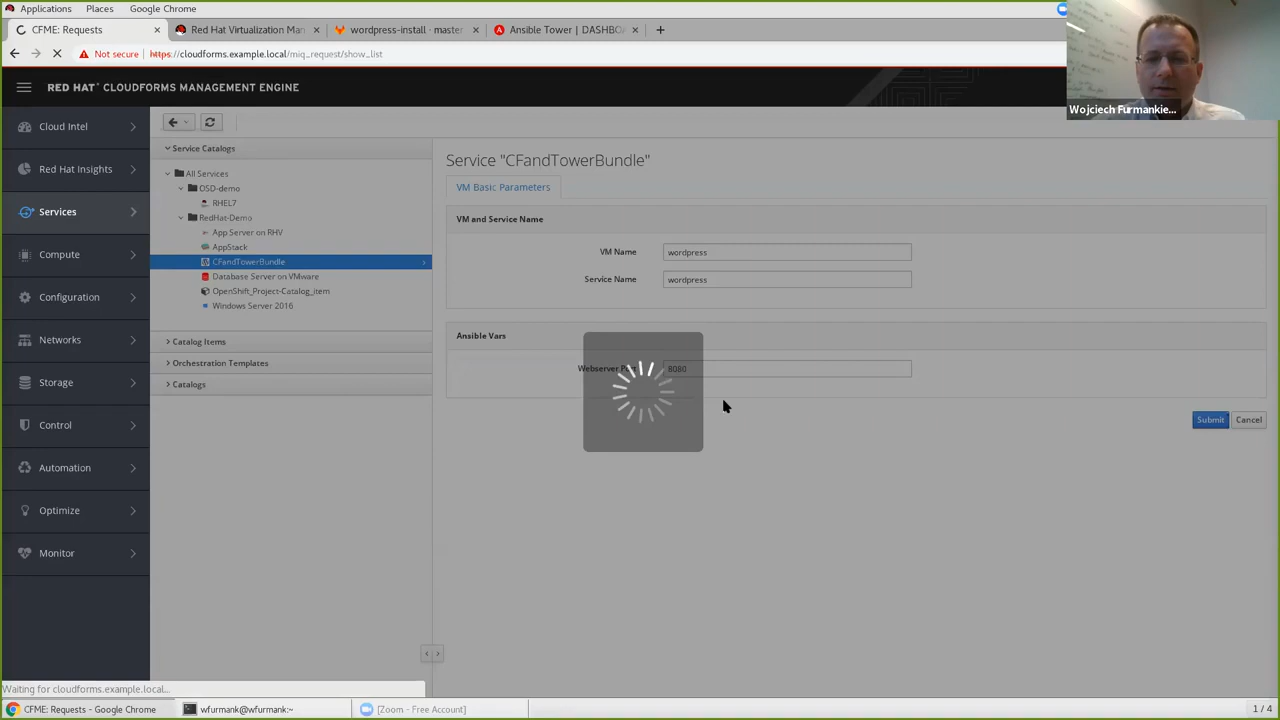 Applications Places Google Chrome
CFME: Requests × Red Hat Virtualization Man × wordpress-install · master × Ansible Tower | DASHBO × +
Not secure https://cloudforms.example.local/miq_request/show_list
Wojciech Furmankie...
RED HAT CLOUDFORMS MANAGEMENT ENGINE
Cloud Intel
Red Hat Insights
Services
Compute
Configuration
Networks
Storage
Control
Automation
Optimize
Monitor
Service Catalogs
All Services
OSD-demo
RHEL7
RedHat-Demo
App Server on RHV
AppStack
CFandTowerBundle
Database Server on VMware
OpenShift_Project-Catalog_item
Windows Server 2016
Catalog Items
Orchestration Templates
Catalogs
Service "CFandTowerBundle"
VM Basic Parameters
VM and Service Name
VM Name wordpress
Service Name wordpress
Ansible Vars
Webserver Port 8080
Submit Cancel
Waiting for cloudforms.example.local...
CFME: Requests - Google Chrome wfurmank@wfurmank:~ [Zoom - Free Account] 1 / 4